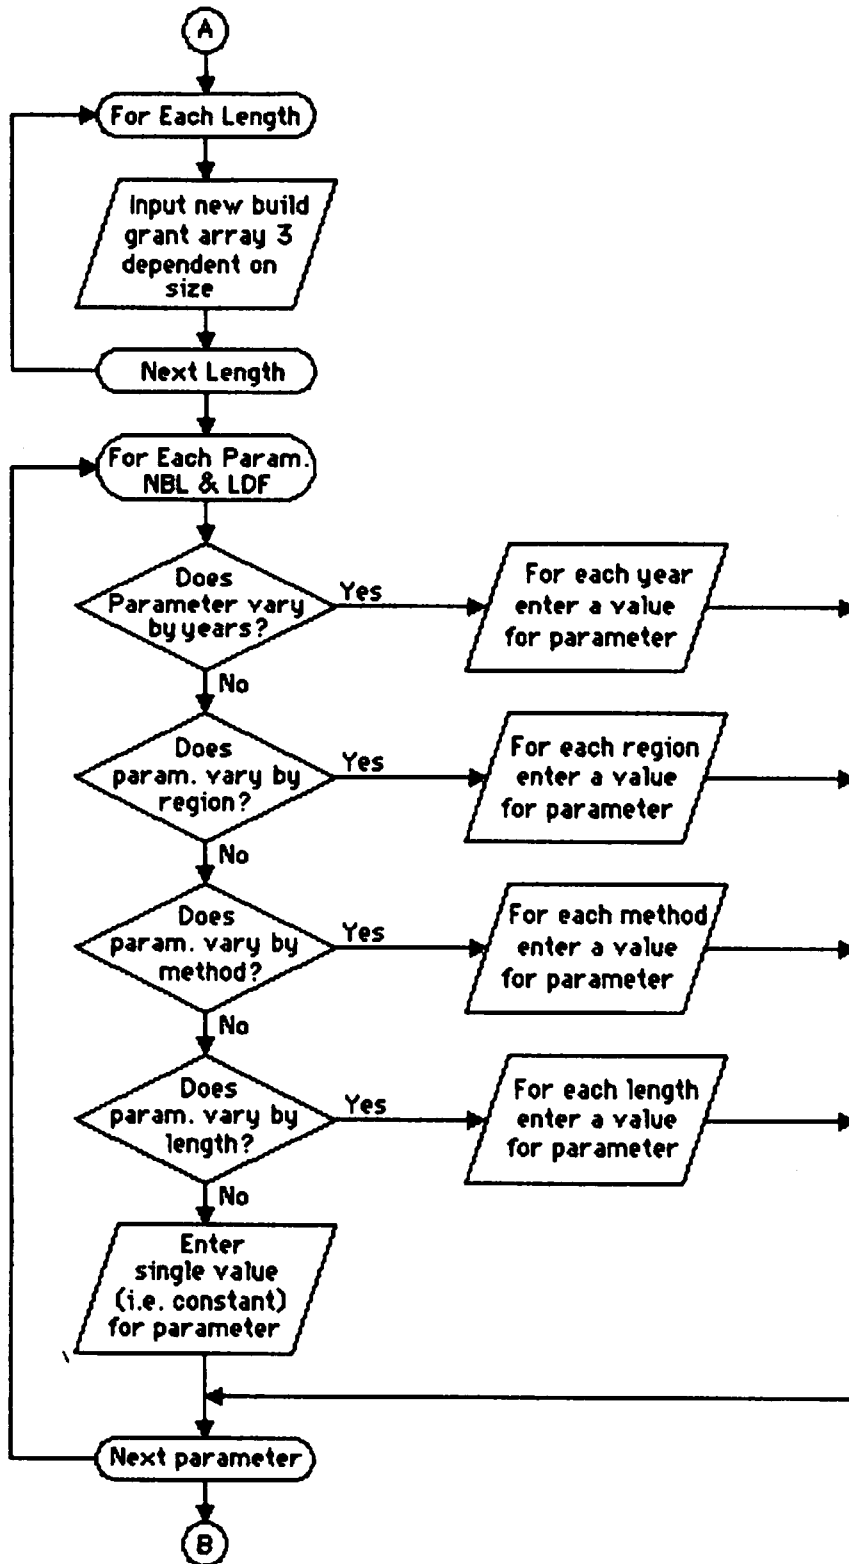 A
For Each Length
Input new build
grant array 3
dependent on
size
Next Length
For Each Param.
NBL & LDF
Does
Parameter vary
by years?
Yes
For each year
enter a value
for parameter
No
Does
param. vary by
region?
Yes
For each region
enter a value
for parameter
No
Does
param. vary by
method?
Yes
For each method
enter a value
for parameter
No
Does
param. vary by
length?
Yes
For each length
enter a value
for parameter
No
Enter
single value
(i.e. constant)
for parameter
Next parameter
B